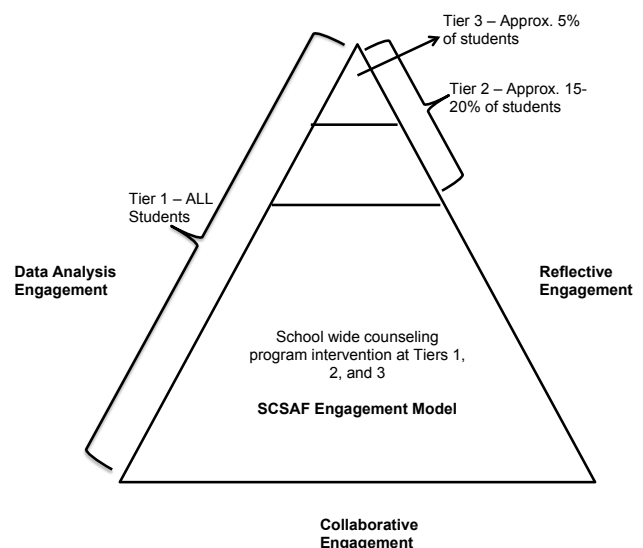 Tier 3 – Approx. 5%
of students
Tier 2 – Approx. 15-
20% of students
Tier 1 – ALL
Students
Data Analysis
Engagement
Reflective
Engagement
School wide counseling
program intervention at Tiers 1,
2, and 3
SCSAF Engagement Model
Collaborative
Engagement